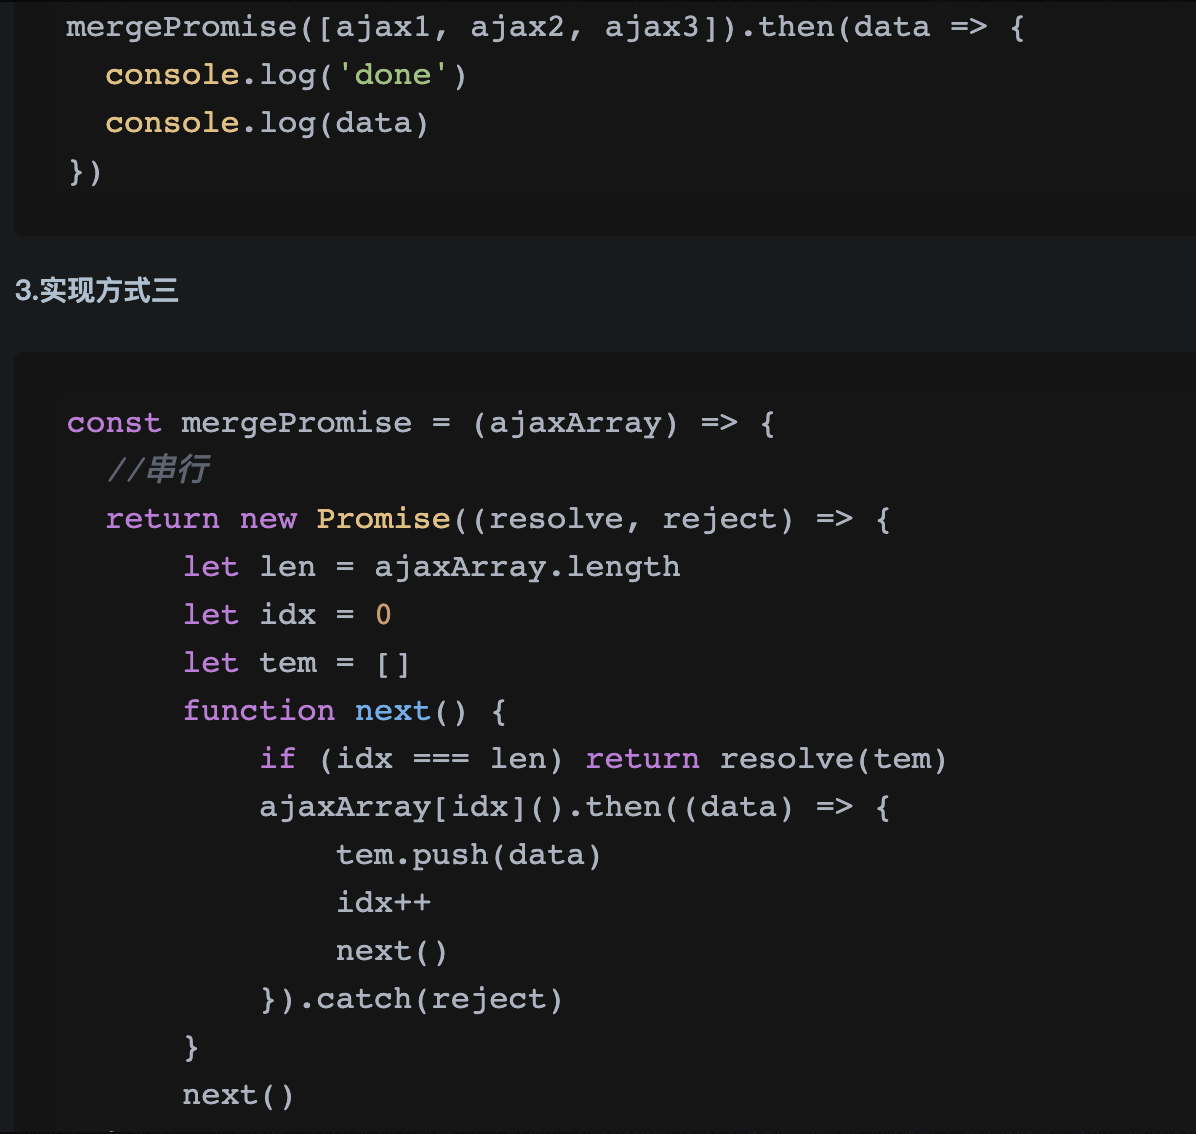 mergePromise([ajax1, ajax2, ajax3]).then(data => {
  console.log('done')
  console.log(data)
})
3.实现方式三
const mergePromise = (ajaxArray) => {
  //串行
  return new Promise((resolve, reject) => {
      let len = ajaxArray.length
      let idx = 0
      let tem = []
      function next() {
          if (idx === len) return resolve(tem)
          ajaxArray[idx]().then((data) => {
              tem.push(data)
              idx++
              next()
          }).catch(reject)
      }
      next()